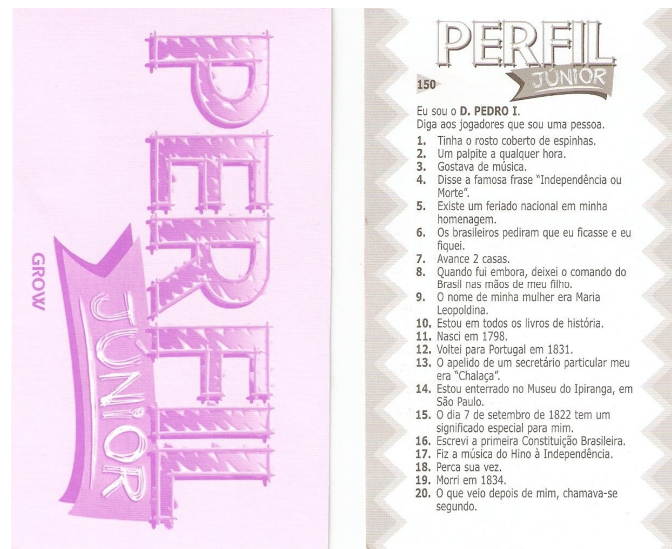 PERFIL
JÚNIOR
GROW
PERFIL
JÚNIOR
150
Eu sou o D. PEDRO I.
Diga aos jogadores que sou uma pessoa.
1. Tinha o rosto coberto de espinhas.
2. Um palpite a qualquer hora.
3. Gostava de música.
4. Disse a famosa frase "Independência ou
Morte".
5. Existe um feriado nacional em minha
homenagem.
6. Os brasileiros pediram que eu ficasse e eu
fiquei.
7. Avance 2 casas.
8. Quando fui embora, deixei o comando do
Brasil nas mãos de meu filho.
9. O nome de minha mulher era Maria
Leopoldina.
10. Estou em todos os livros de história.
11. Nasci em 1798.
12. Voltei para Portugal em 1831.
13. O apelido de um secretário particular meu
era "Chalaça".
14. Estou enterrado no Museu do Ipiranga, em
São Paulo.
15. O dia 7 de setembro de 1822 tem um
significado especial para mim.
16. Escrevi a primeira Constituição Brasileira.
17. Fiz a música do Hino à Independência.
18. Perca sua vez.
19. Morri em 1834.
20. O que veio depois de mim, chamava-se
segundo.